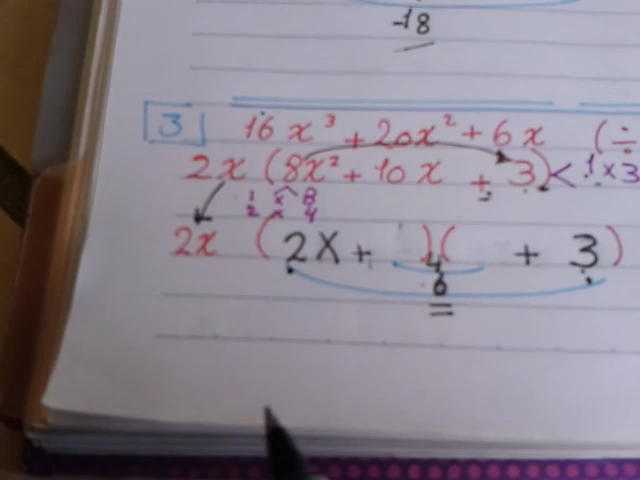 -18
3 16x³ + 20x² + 6x (÷
2x (8x² + 10x + 3) < 1 × 3
1 x 8
2 x 4
2x (2x + )( + 3)
4
6